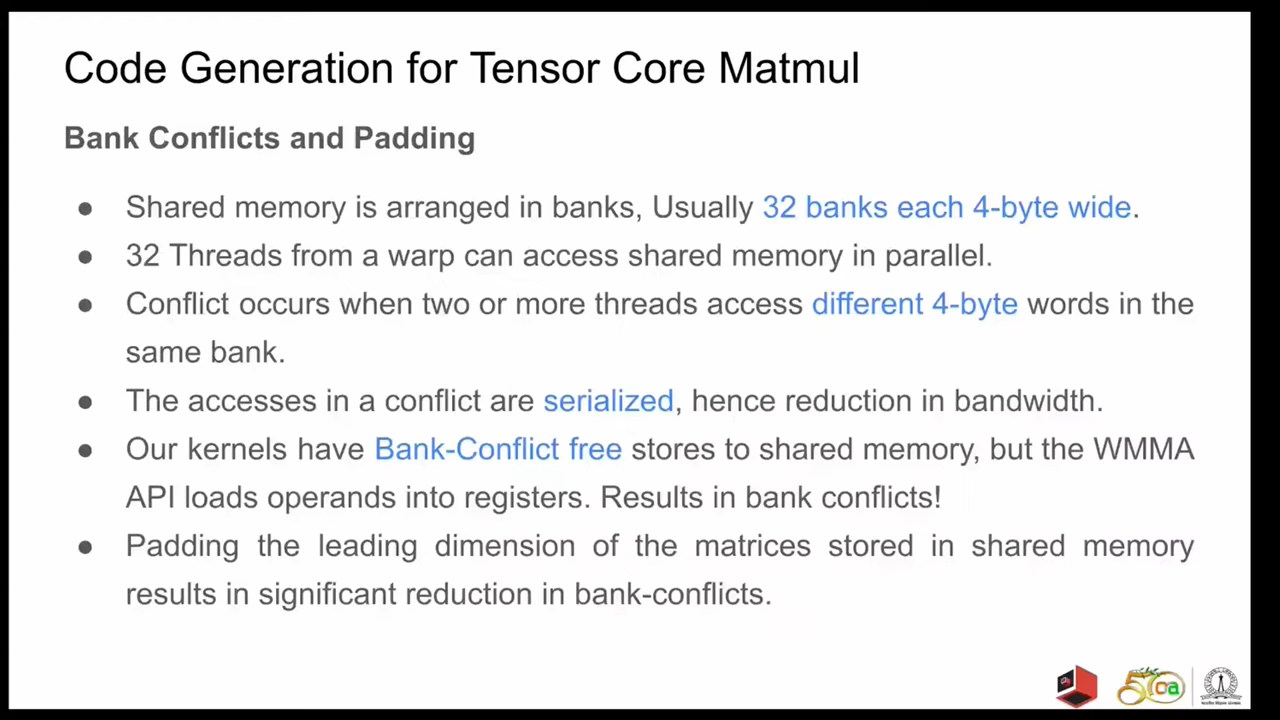 Code Generation for Tensor Core Matmul
Bank Conflicts and Padding
● Shared memory is arranged in banks, Usually 32 banks each 4-byte wide.
● 32 Threads from a warp can access shared memory in parallel.
● Conflict occurs when two or more threads access different 4-byte words in the
same bank.
● The accesses in a conflict are serialized, hence reduction in bandwidth.
● Our kernels have Bank-Conflict free stores to shared memory, but the WMMA
API loads operands into registers. Results in bank conflicts!
● Padding the leading dimension of the matrices stored in shared memory
results in significant reduction in bank-conflicts.